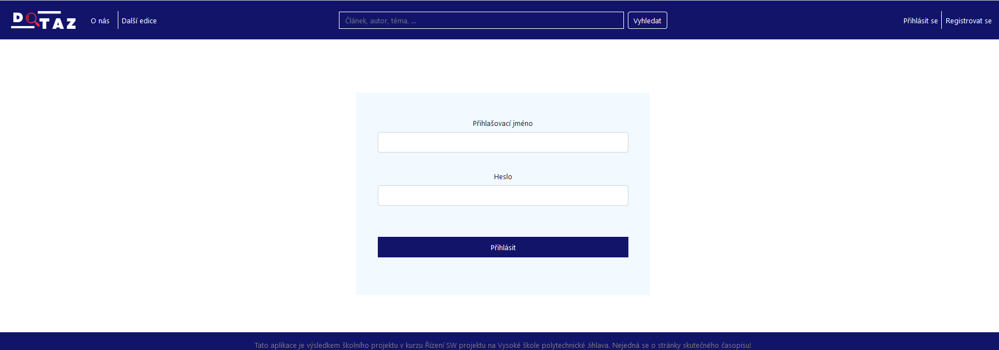 DOTAZ
O nás
Další edice
Článek, autor, téma, ...
Vyhledat
Přihlásit se
Registrovat se
Přihlašovací jméno
Heslo
Přihlásit
Tato aplikace je výsledkem školního projektu v kurzu Řízení SW projektu na Vysoké škole polytechnické Jihlava. Nejedná se o stránky skutečného časopisu!